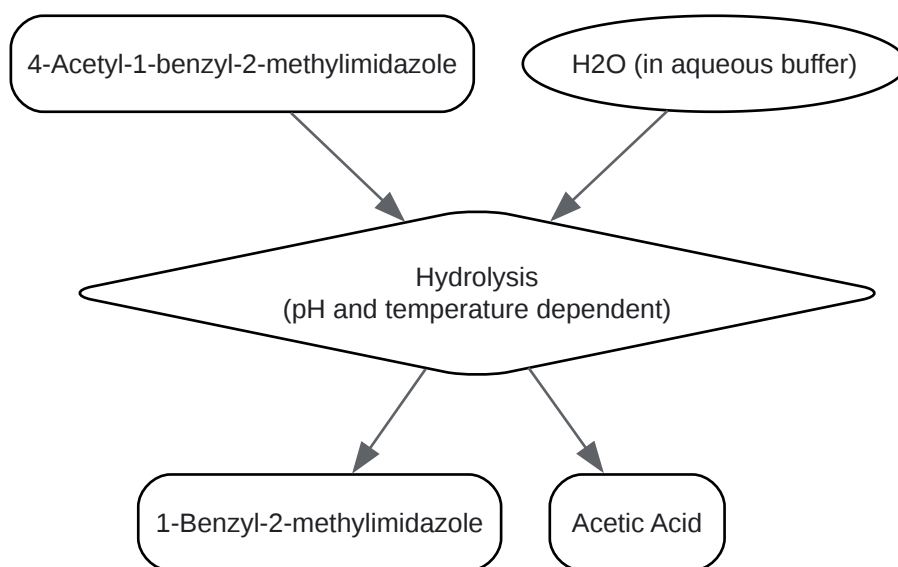 4-Acetyl-1-benzyl-2-methylimidazole
H2O (in aqueous buffer)
Hydrolysis
(pH and temperature dependent)
1-Benzyl-2-methylimidazole
Acetic Acid